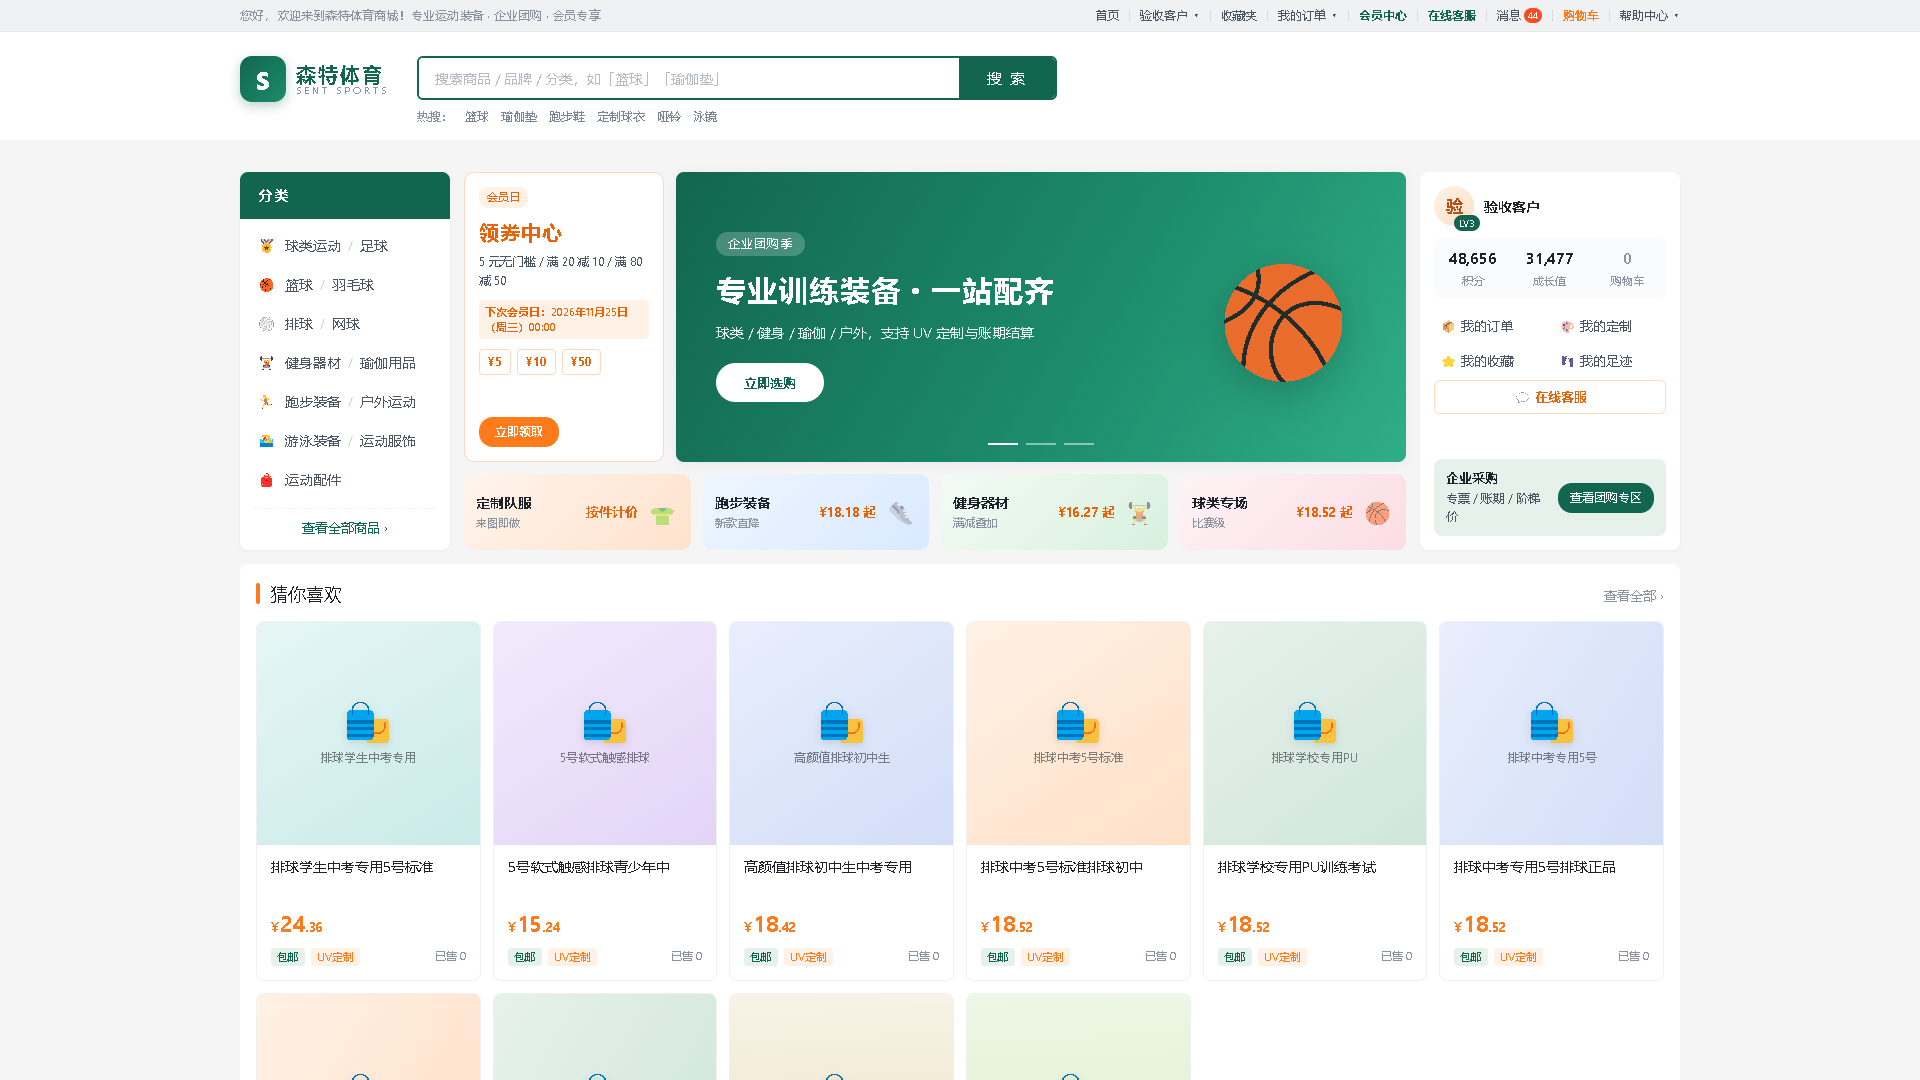 您好，欢迎来到森特体育商城！专业运动装备 · 企业团购 · 会员专享
首页 验收客户 收藏夹 我的订单 会员中心 在线客服 消息 44 购物车 帮助中心
S 森特体育
SENT SPORTS
搜索商品 / 品牌 / 分类，如「篮球」「瑜伽垫」
搜 索
热搜： 篮球 瑜伽垫 跑步鞋 定制球衣 哑铃 泳镜
分类
球类运动 / 足球
篮球 / 羽毛球
排球 / 网球
健身器材 / 瑜伽用品
跑步装备 / 户外运动
游泳装备 / 运动服饰
运动配件
查看全部商品 ›
会员日
领券中心
5 元无门槛 / 满 20 减 10 / 满 80
减 50
下次会员日：2026年11月25日
（周三）00:00
¥5 ¥10 ¥50
立即领取
企业团购季
专业训练装备 · 一站配齐
球类 / 健身 / 瑜伽 / 户外，支持 UV 定制与账期结算
立即选购
验 LV3 验收客户
48,656 31,477 0
积分 成长值 购物车
我的订单 我的定制
我的收藏 我的足迹
在线客服
企业采购
专票 / 账期 / 阶梯
价
查看团购专区
定制队服
来图即做
按件计价
跑步装备
新款直降
¥18.18 起
健身器材
满减叠加
¥16.27 起
球类专场
比赛级
¥18.52 起
猜你喜欢
查看全部 ›
排球学生中考专用 5号软式触感排球 高颜值排球初中生 排球中考5号标准 排球学校专用PU 排球中考专用5号
排球学生中考专用5号标准 5号软式触感排球青少年中 高颜值排球初中生中考专用 排球中考5号标准排球初中 排球学校专用PU训练考试 排球中考专用5号排球正品
¥24.36 ¥15.24 ¥18.42 ¥18.52 ¥18.52 ¥18.52
包邮 UV定制 已售 0 包邮 UV定制 已售 0 包邮 UV定制 已售 0 包邮 UV定制 已售 0 包邮 UV定制 已售 0 包邮 UV定制 已售 0